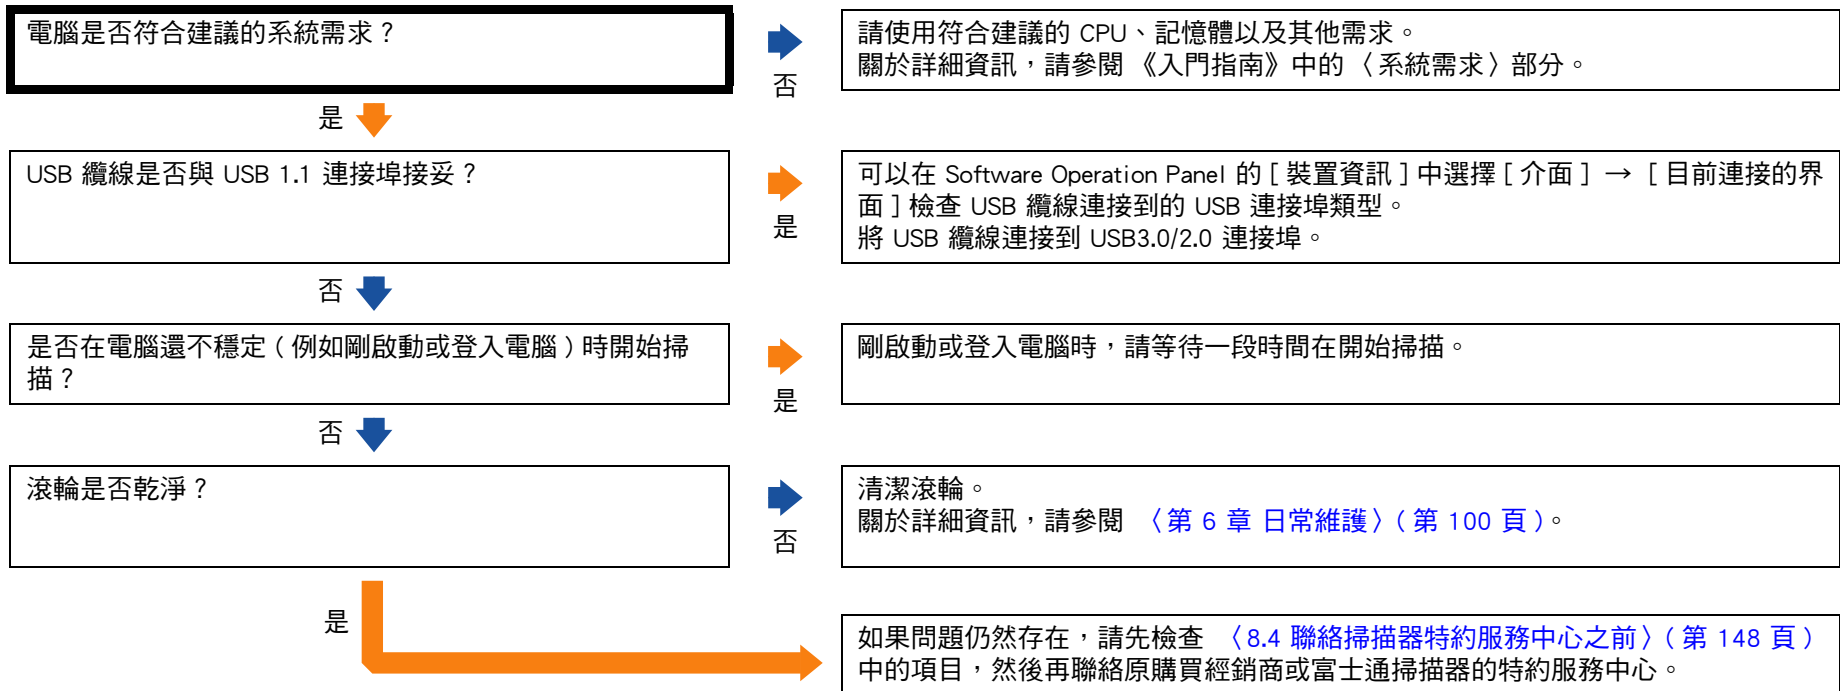 電腦是否符合建議的系統需求？
否
請使用符合建議的 CPU、記憶體以及其他需求。
關於詳細資訊，請參閱 《入門指南》中的〈系統需求〉部分。
是
USB 纜線是否與 USB 1.1 連接埠接妥？
是
可以在 Software Operation Panel 的 [ 裝置資訊 ] 中選擇 [ 介面 ] → [ 目前連接的界
面 ] 檢查 USB 纜線連接到的 USB 連接埠類型。
將 USB 纜線連接到 USB3.0/2.0 連接埠。
否
是否在電腦還不穩定 ( 例如剛啟動或登入電腦 ) 時開始掃
描？
是
剛啟動或登入電腦時，請等待一段時間在開始掃描。
否
滾輪是否乾淨？
否
清潔滾輪。
關於詳細資訊，請參閱 〈第 6 章 日常維護〉( 第 100 頁 )。
是
如果問題仍然存在，請先檢查 〈8.4 聯絡掃描器特約服務中心之前〉( 第 148 頁 )
中的項目，然後再聯絡原購買經銷商或富士通掃描器的特約服務中心。